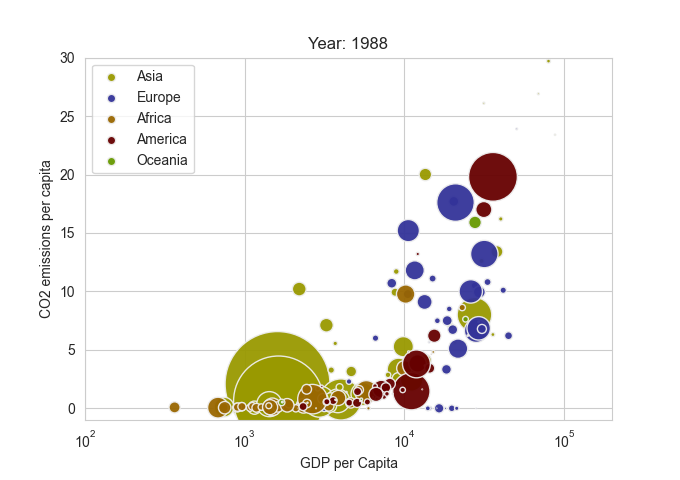 Year: 1988
Asia
Europe
Africa
America
Oceania
CO2 emissions per capita
30
25
20
15
10
5
0
10²
10³
10⁴
10⁵
GDP per Capita